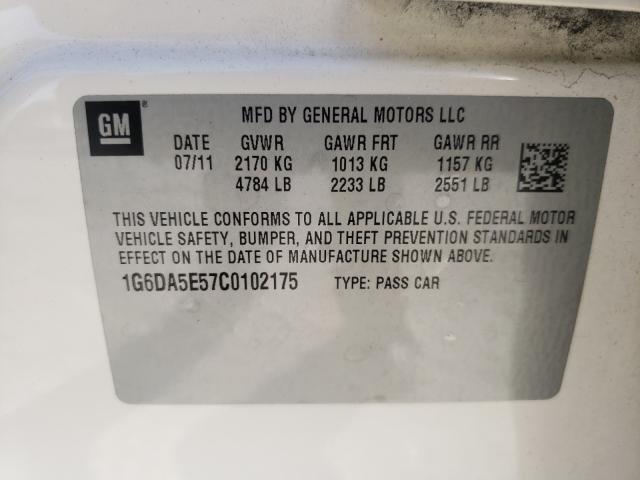 GM ®
MFD BY GENERAL MOTORS LLC
DATE GVWR GAWR FRT GAWR RR
07/11 2170 KG 1013 KG 1157 KG
4784 LB 2233 LB 2551 LB
THIS VEHICLE CONFORMS TO ALL APPLICABLE U.S. FEDERAL MOTOR
VEHICLE SAFETY, BUMPER, AND THEFT PREVENTION STANDARDS IN
EFFECT ON THE DATE OF MANUFACTURE SHOWN ABOVE.
1G6DA5E57C0102175 TYPE: PASS CAR